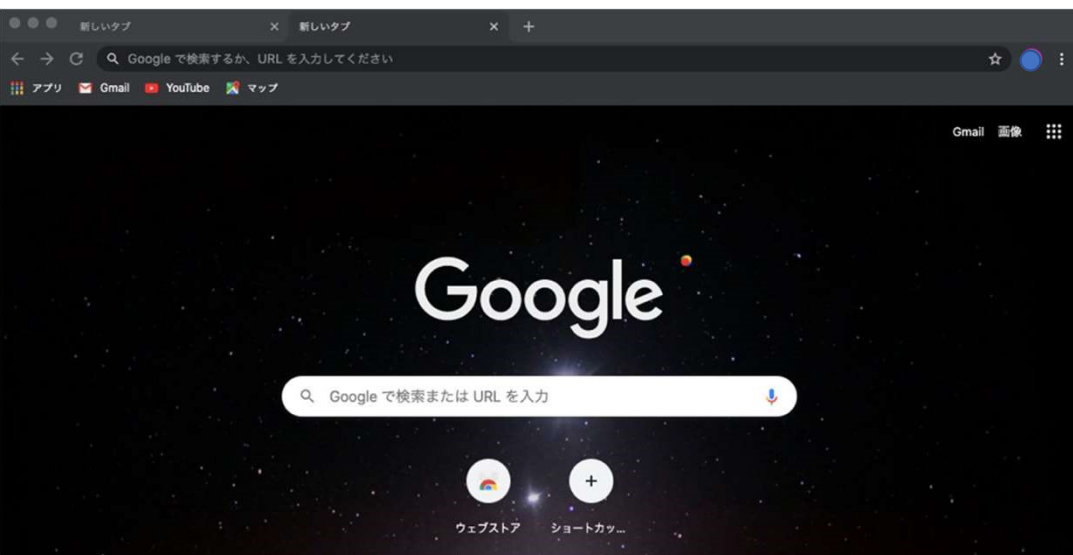 新しいタブ 新しいタブ
Google で検索するか、URL を入力してください
アプリ Gmail YouTube マップ
Gmail 画像
Google
Google で検索または URL を入力
ウェブストア ショートカッ...